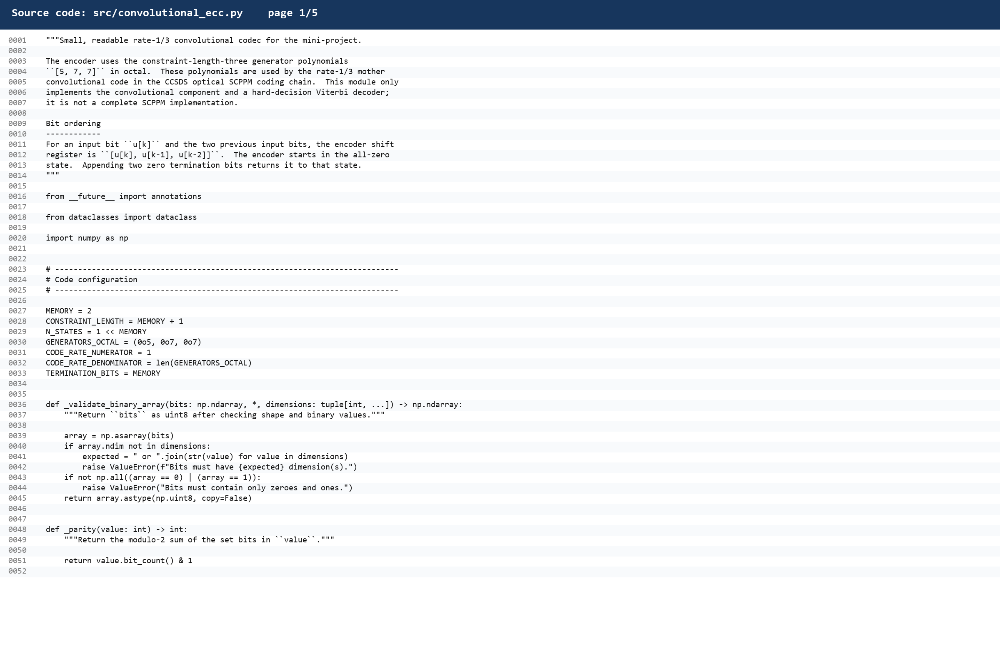 Source code: src/convolutional_ecc.py    page 1/5
0001    """Small, readable rate-1/3 convolutional codec for the mini-project.
0002
0003    The encoder uses the constraint-length-three generator polynomials
0004    ``[5, 7, 7]`` in octal.  These polynomials are used by the rate-1/3 mother
0005    convolutional code in the CCSDS optical SCPPM coding chain.  This module only
0006    implements the convolutional component and a hard-decision Viterbi decoder;
0007    it is not a complete SCPPM implementation.
0008
0009    Bit ordering
0010    ------------
0011    For an input bit ``u[k]`` and the two previous input bits, the encoder shift
0012    register is ``[u[k], u[k-1], u[k-2]]``.  The encoder starts in the all-zero
0013    state.  Appending two zero termination bits returns it to that state.
0014    """
0015
0016    from __future__ import annotations
0017
0018    from dataclasses import dataclass
0019
0020    import numpy as np
0021
0022
0023    # ---------------------------------------------------------------------------
0024    # Code configuration
0025    # ---------------------------------------------------------------------------
0026
0027    MEMORY = 2
0028    CONSTRAINT_LENGTH = MEMORY + 1
0029    N_STATES = 1 << MEMORY
0030    GENERATORS_OCTAL = (0o5, 0o7, 0o7)
0031    CODE_RATE_NUMERATOR = 1
0032    CODE_RATE_DENOMINATOR = len(GENERATORS_OCTAL)
0033    TERMINATION_BITS = MEMORY
0034
0035
0036    def _validate_binary_array(bits: np.ndarray, *, dimensions: tuple[int, ...]) -> np.ndarray:
0037        """Return ``bits`` as uint8 after checking shape and binary values."""
0038
0039        array = np.asarray(bits)
0040        if array.ndim not in dimensions:
0041            expected = " or ".join(str(value) for value in dimensions)
0042            raise ValueError(f"Bits must have {expected} dimension(s).")
0043        if not np.all((array == 0) | (array == 1)):
0044            raise ValueError("Bits must contain only zeroes and ones.")
0045        return array.astype(np.uint8, copy=False)
0046
0047
0048    def _parity(value: int) -> int:
0049        """Return the modulo-2 sum of the set bits in ``value``."""
0050
0051        return value.bit_count() & 1
0052